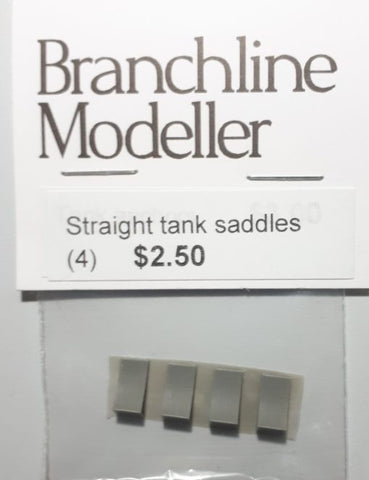 Branchline
Modeller
Straight tank saddles
(4) $2.50